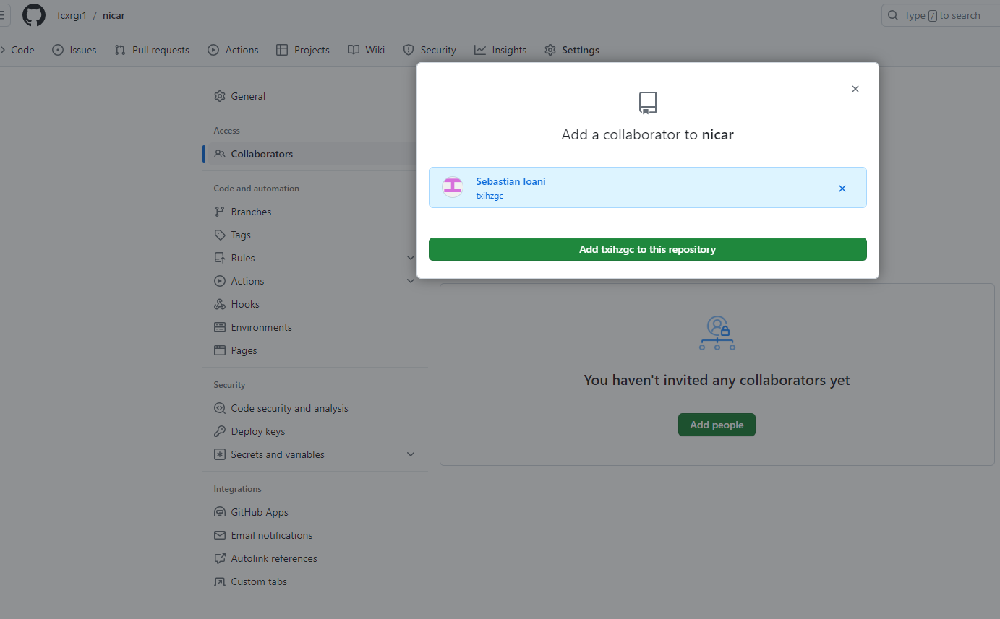 fcxrgi1 / nicar
Type / to search
Code Issues Pull requests Actions Projects Wiki Security Insights Settings
General
Access
Collaborators
Code and automation
Branches
Tags
Rules
Actions
Hooks
Environments
Pages
Security
Code security and analysis
Deploy keys
Secrets and variables
Integrations
GitHub Apps
Email notifications
Autolink references
Custom tabs
Add a collaborator to nicar
Sebastian Ioani
txihzgc
Add txihzgc to this repository
You haven't invited any collaborators yet
Add people